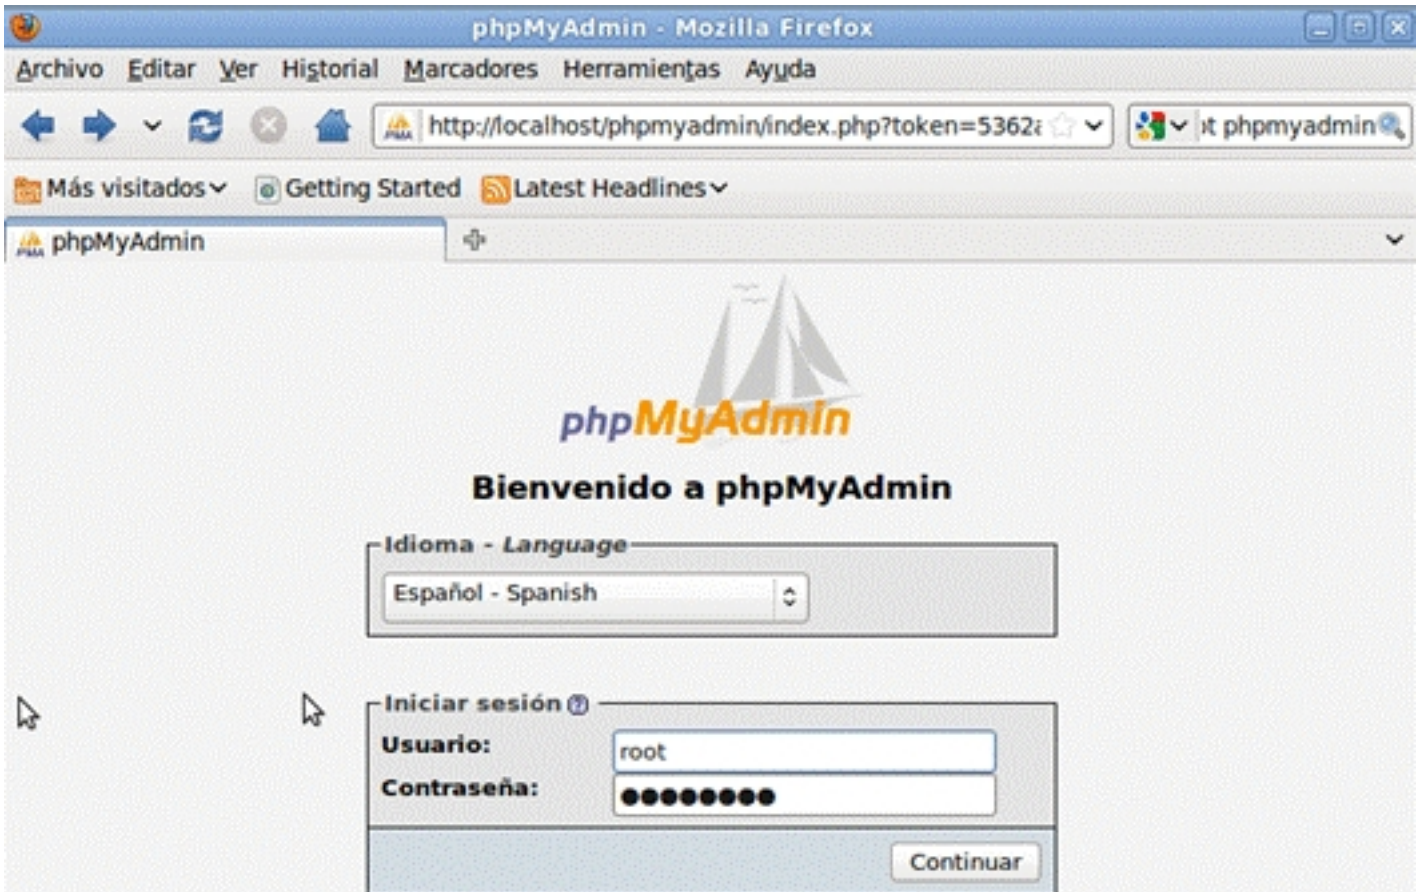 phpMyAdmin - Mozilla Firefox
Archivo Editar Ver Historial Marcadores Herramientas Ayuda
http://localhost/phpmyadmin/index.php?token=5362a phpmyadmin
Más visitados Getting Started Latest Headlines
phpMyAdmin
phpMyAdmin
Bienvenido a phpMyAdmin
Idioma - Language
Español - Spanish
Iniciar sesión
Usuario: root
Contraseña: ●●●●●●●●
Continuar